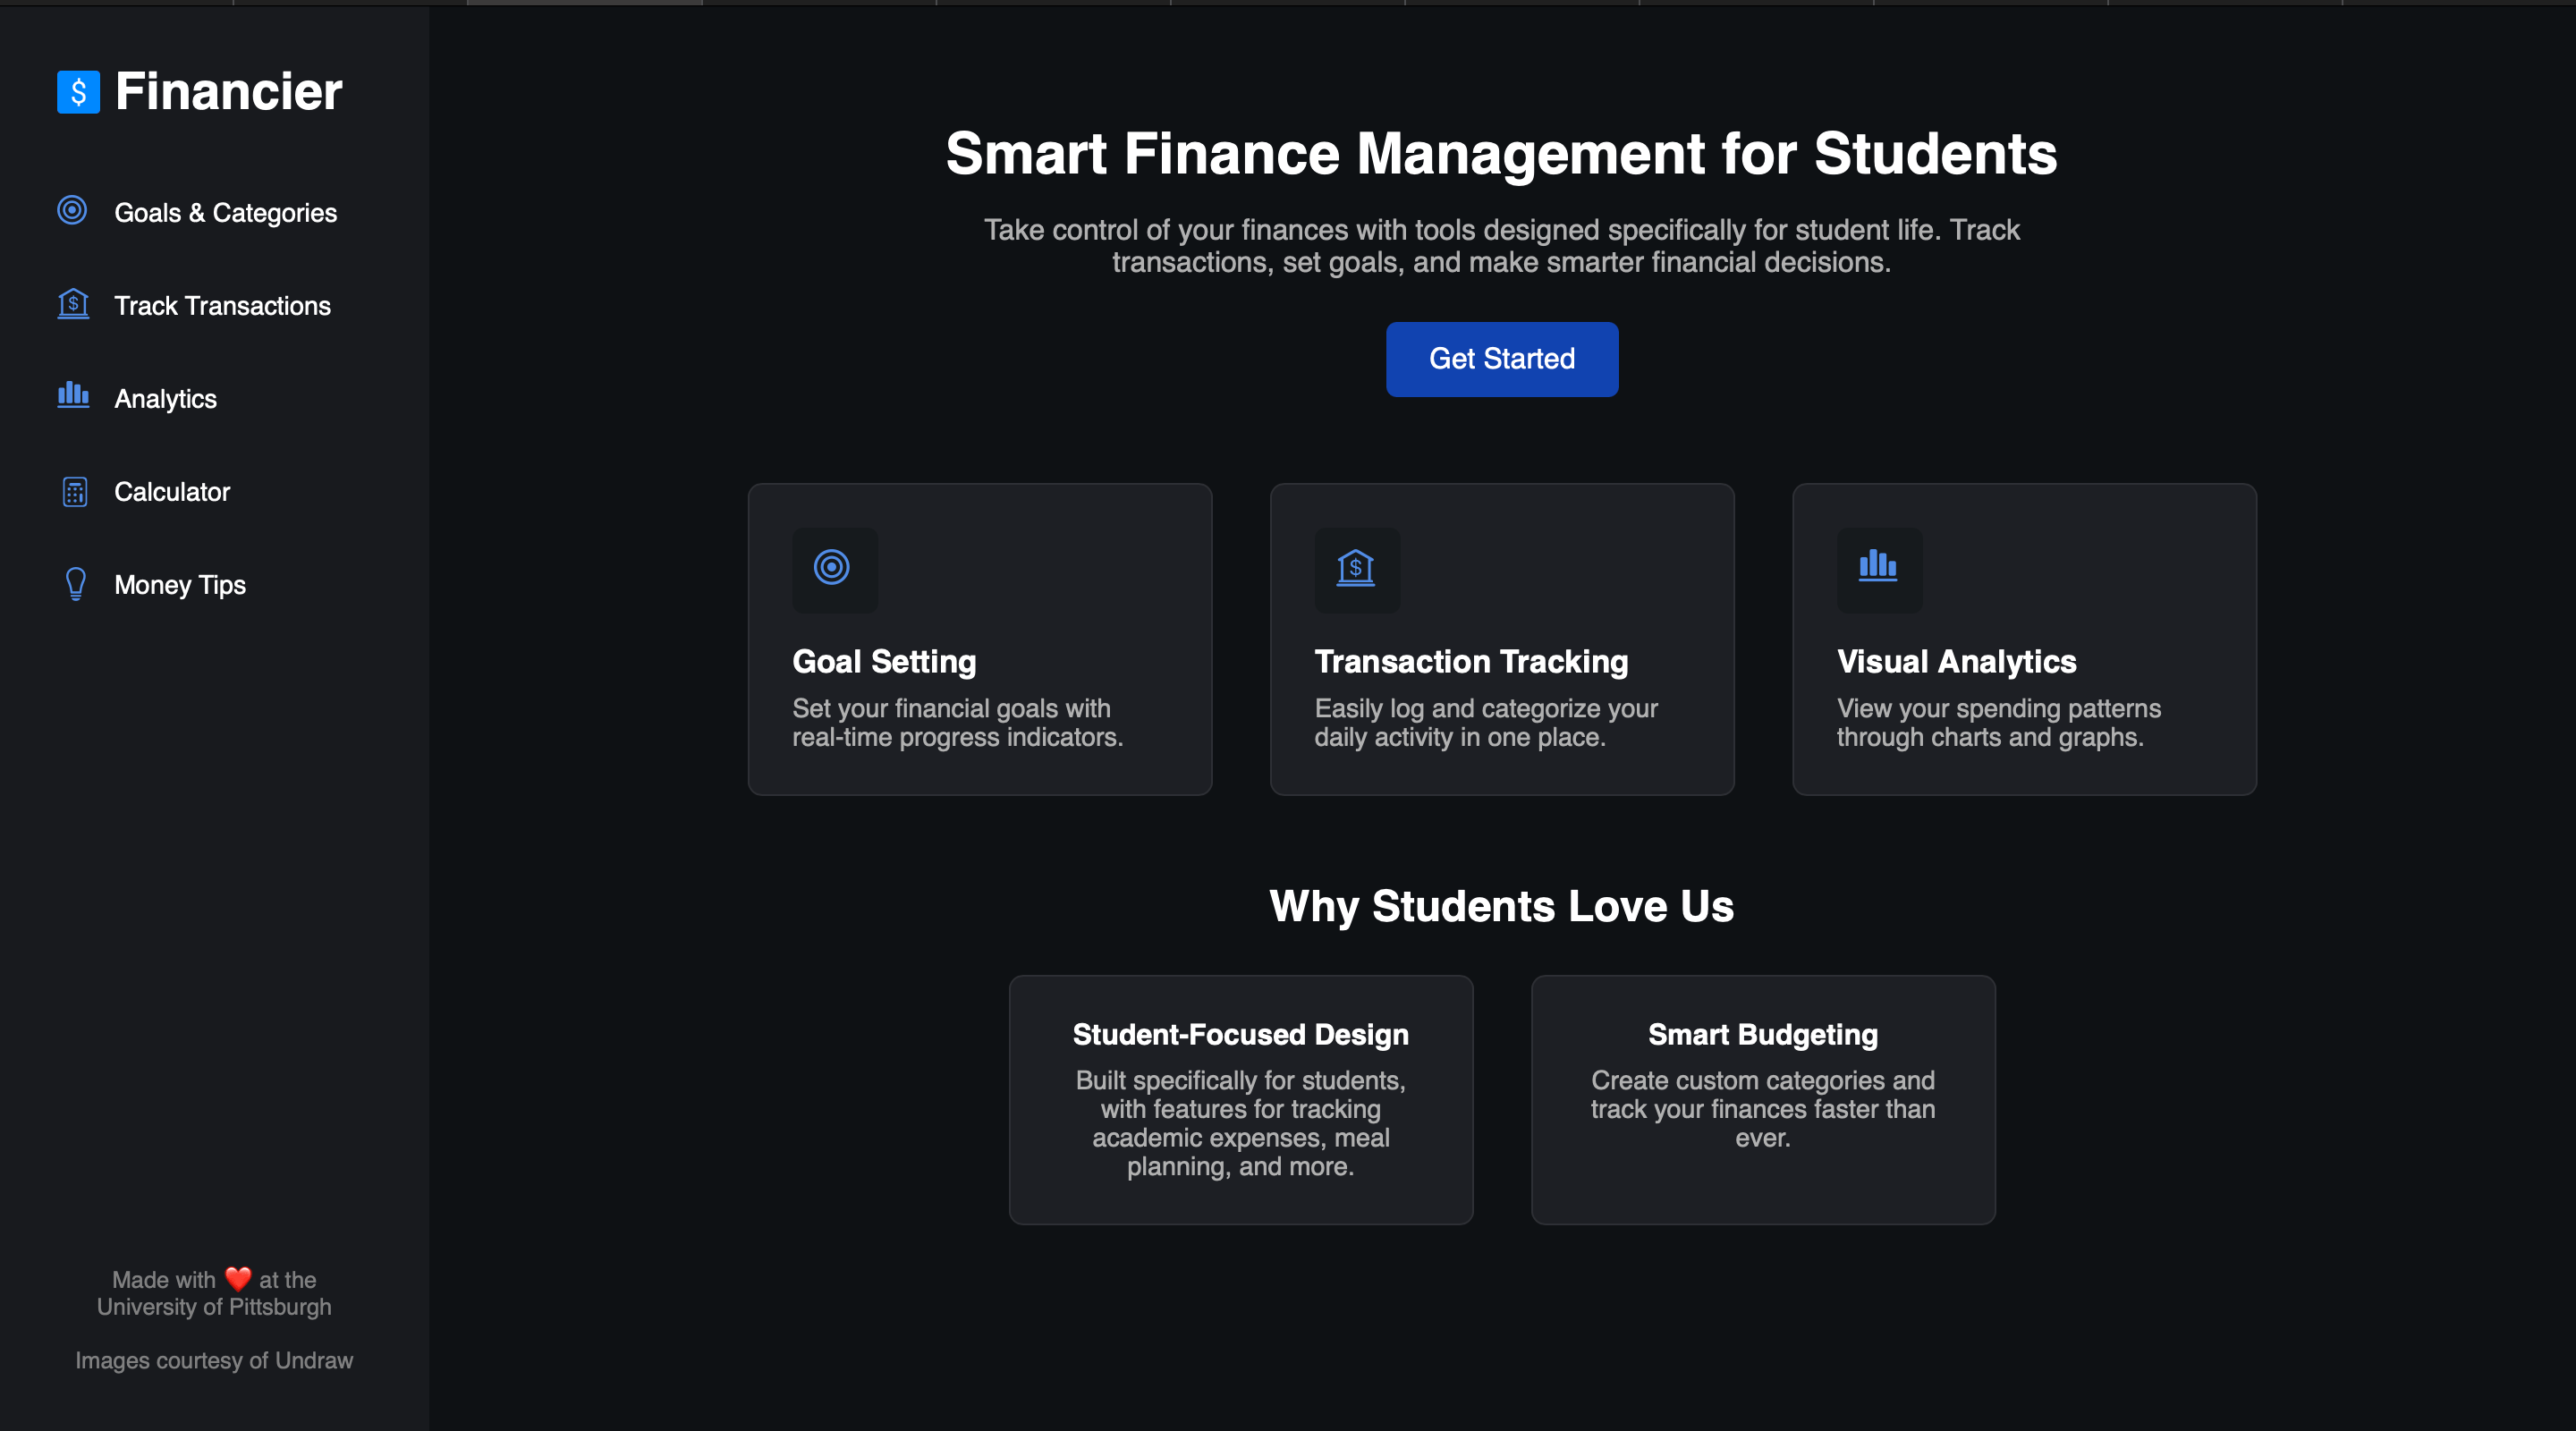 Financier
Goals & Categories
Track Transactions
Analytics
Calculator
Money Tips
Made with ❤️ at the
University of Pittsburgh
Images courtesy of Undraw
Smart Finance Management for Students
Take control of your finances with tools designed specifically for student life. Track
transactions, set goals, and make smarter financial decisions.
Get Started
Goal Setting
Set your financial goals with
real-time progress indicators.
Transaction Tracking
Easily log and categorize your
daily activity in one place.
Visual Analytics
View your spending patterns
through charts and graphs.
Why Students Love Us
Student-Focused Design
Built specifically for students,
with features for tracking
academic expenses, meal
planning, and more.
Smart Budgeting
Create custom categories and
track your finances faster than
ever.